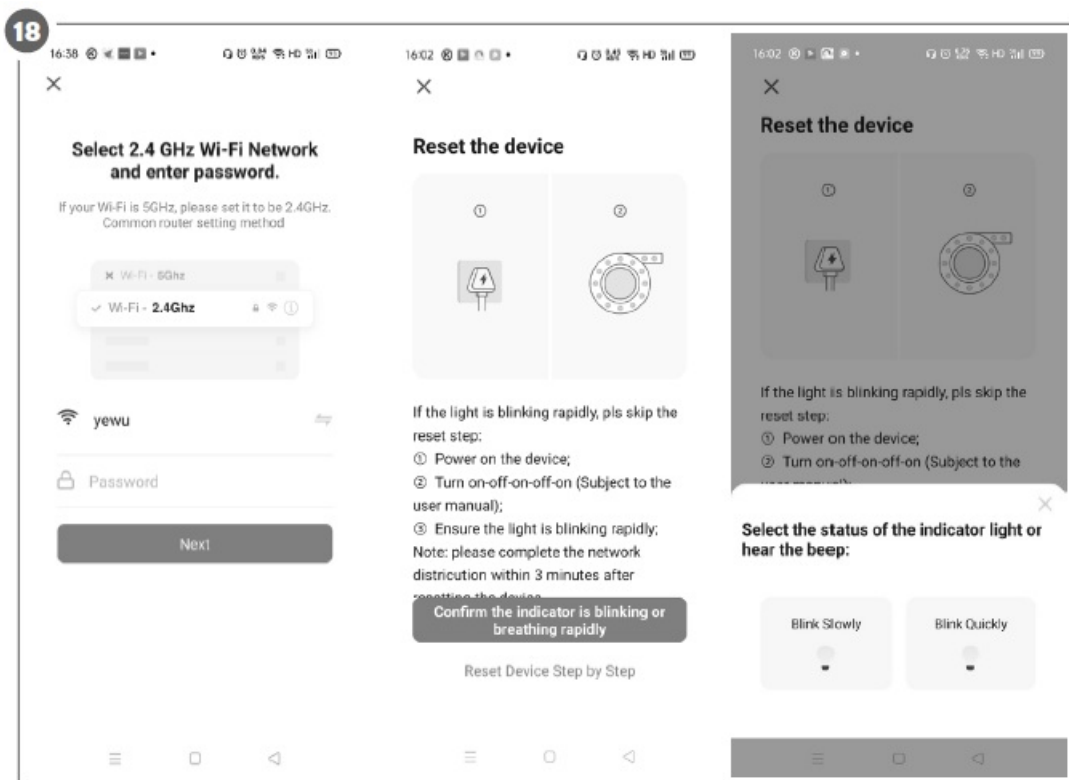 18
16:38
HD
Select 2.4 GHz Wi-Fi Network
and enter password.
If your Wi-Fi is 5GHz, please set it to be 2.4GHz.
Common router setting method
Wi-Fi - 5Ghz
Wi-Fi - 2.4Ghz
yewu
Password
Next
16:02
HD
Reset the device
①
②
If the light is blinking rapidly, pls skip the
reset step:
① Power on the device;
② Turn on-off-on-off-on (Subject to the
user manual);
③ Ensure the light is blinking rapidly;
Note: please complete the network
districution within 3 minutes after
resetting the device
Confirm the indicator is blinking or
breathing rapidly
Reset Device Step by Step
16:02
HD
Reset the device
①
②
If the light is blinking rapidly, pls skip the
reset step:
① Power on the device;
② Turn on-off-on-off-on (Subject to the
user manual);
Select the status of the indicator light or
hear the beep:
Blink Slowly
Blink Quickly